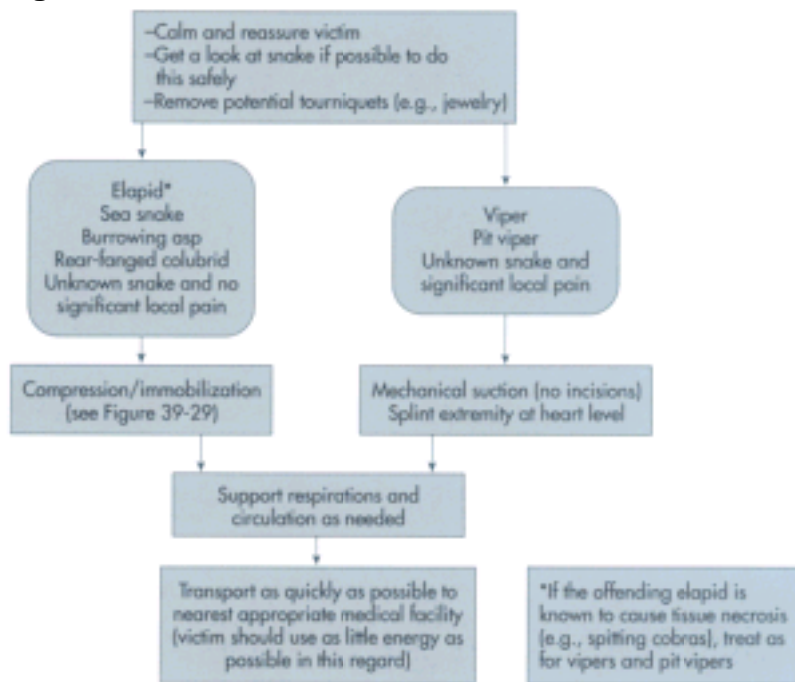 –Calm and reassure victim
–Get a look at snake if possible to do
this safely
–Remove potential tourniquets (e.g., jewelry)
Elapid*
Sea snake
Burrowing asp
Rear-fanged colubrid
Unknown snake and no
significant local pain
Viper
Pit viper
Unknown snake and
significant local pain
Compression/immobilization
(see Figure 39-29)
Mechanical suction (no incisions)
Splint extremity at heart level
Support respirations and
circulation as needed
Transport as quickly as possible to
nearest appropriate medical facility
(victim should use as little energy as
possible in this regard)
*If the offending elapid is
known to cause tissue necrosis
(e.g., spitting cobras), treat as
for vipers and pit vipers